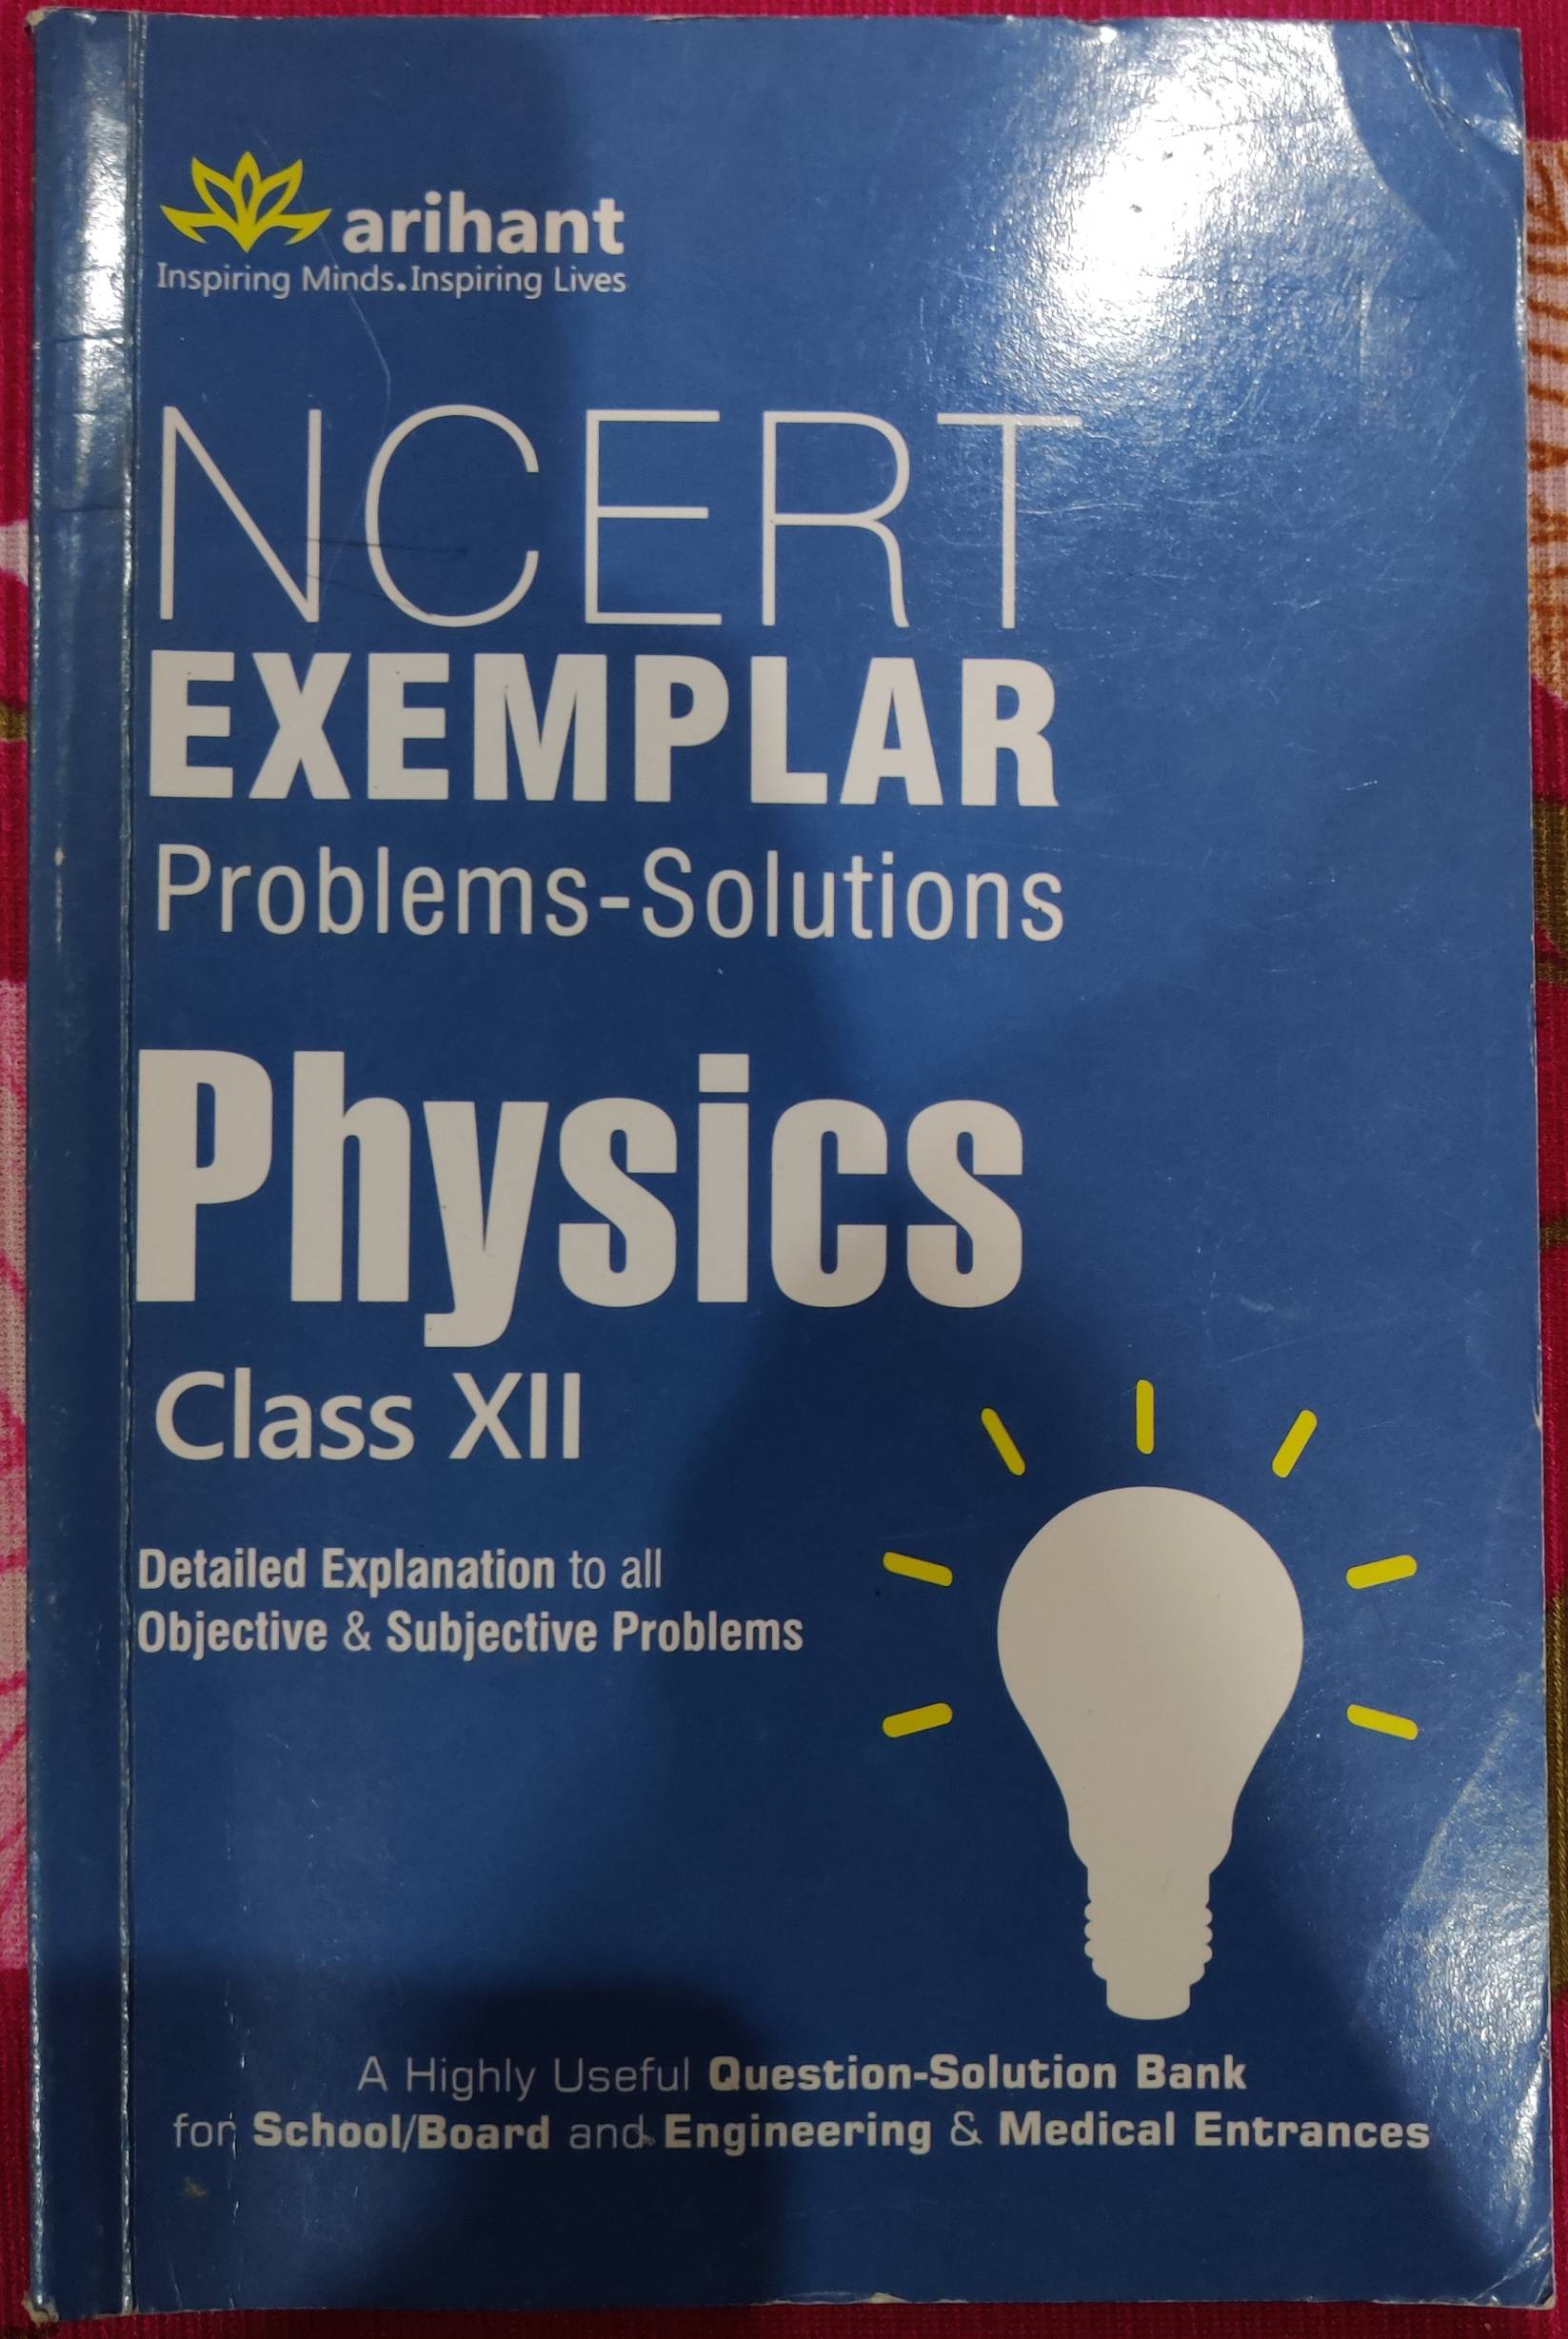 arihant
Inspiring Minds.Inspiring Lives
NCERT
EXEMPLAR
Problems-Solutions
Physics
Class XII
Detailed Explanation to all
Objective & Subjective Problems
A Highly Useful Question-Solution Bank
for School/Board and Engineering & Medical Entrances